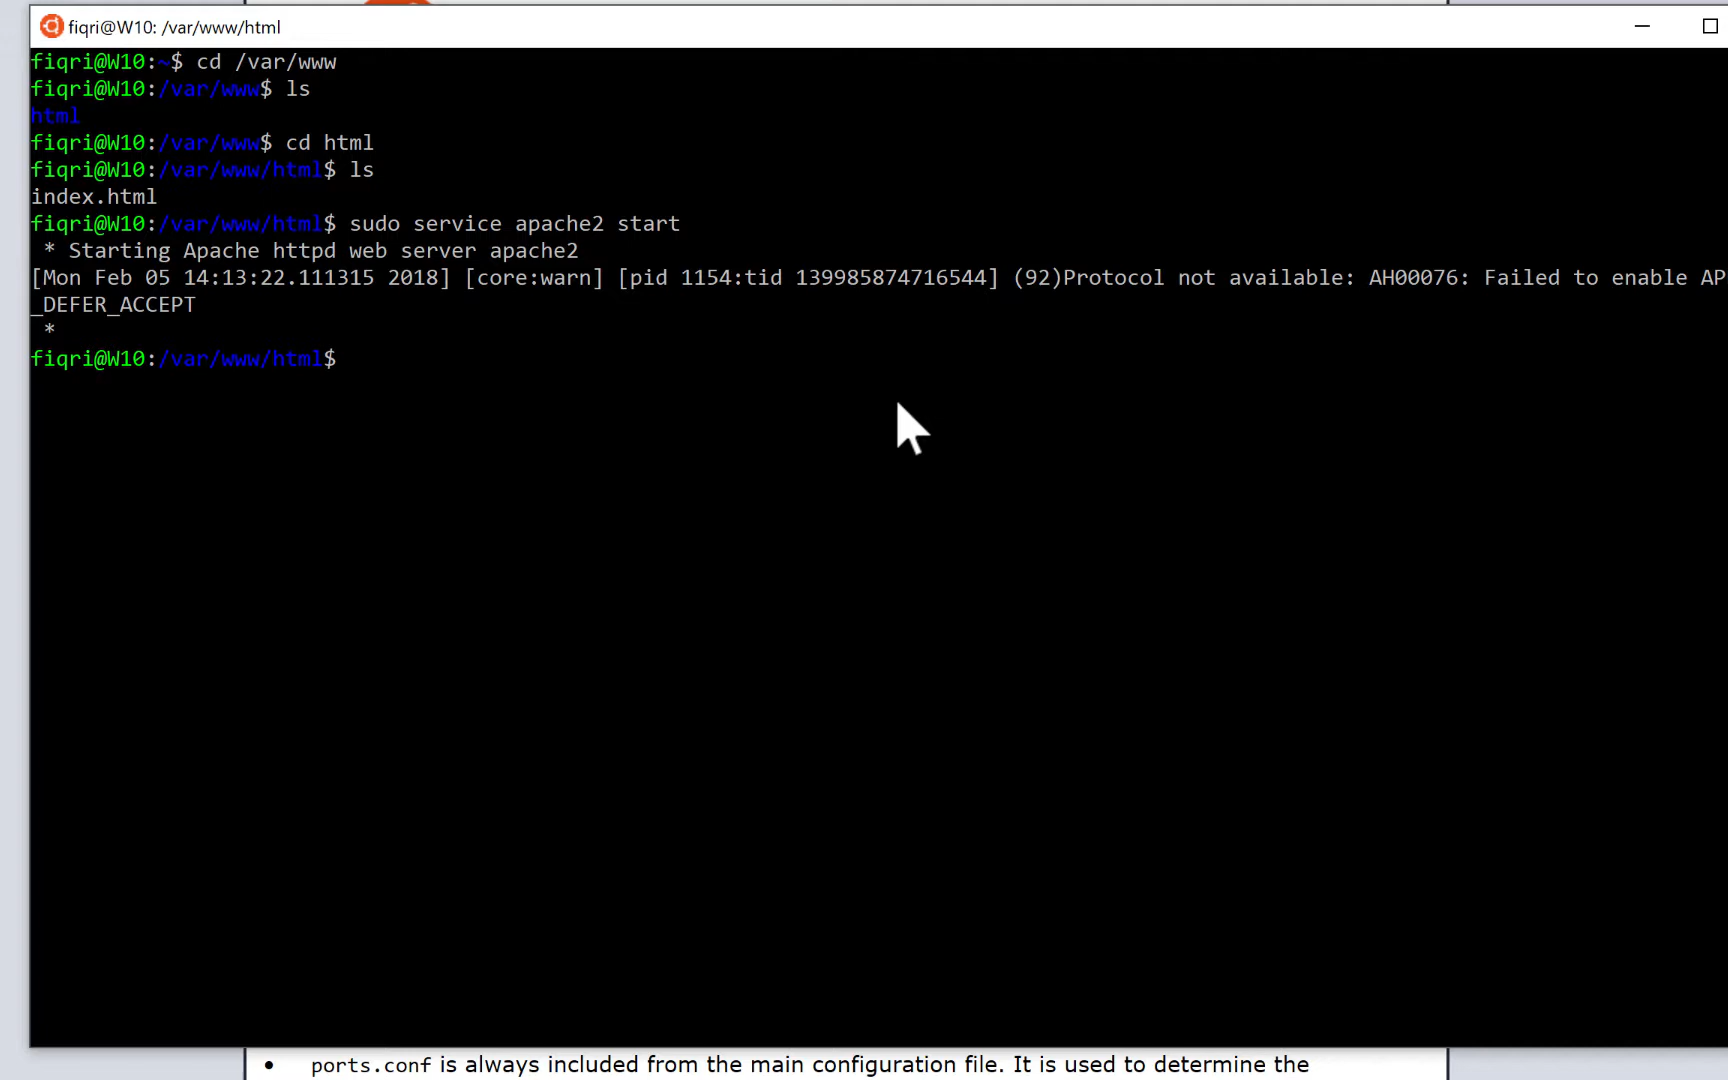 fiqri@W10: /var/www/html
fiqri@W10:~$ cd /var/www
fiqri@W10:/var/www$ ls
html
fiqri@W10:/var/www$ cd html
fiqri@W10:/var/www/html$ ls
index.html
fiqri@W10:/var/www/html$ sudo service apache2 start
 * Starting Apache httpd web server apache2
[Mon Feb 05 14:13:22.111315 2018] [core:warn] [pid 1154:tid 139985874716544] (92)Protocol not available: AH00076: Failed to enable AP
_DEFER_ACCEPT
 *
fiqri@W10:/var/www/html$
• ports.conf is always included from the main configuration file. It is used to determine the